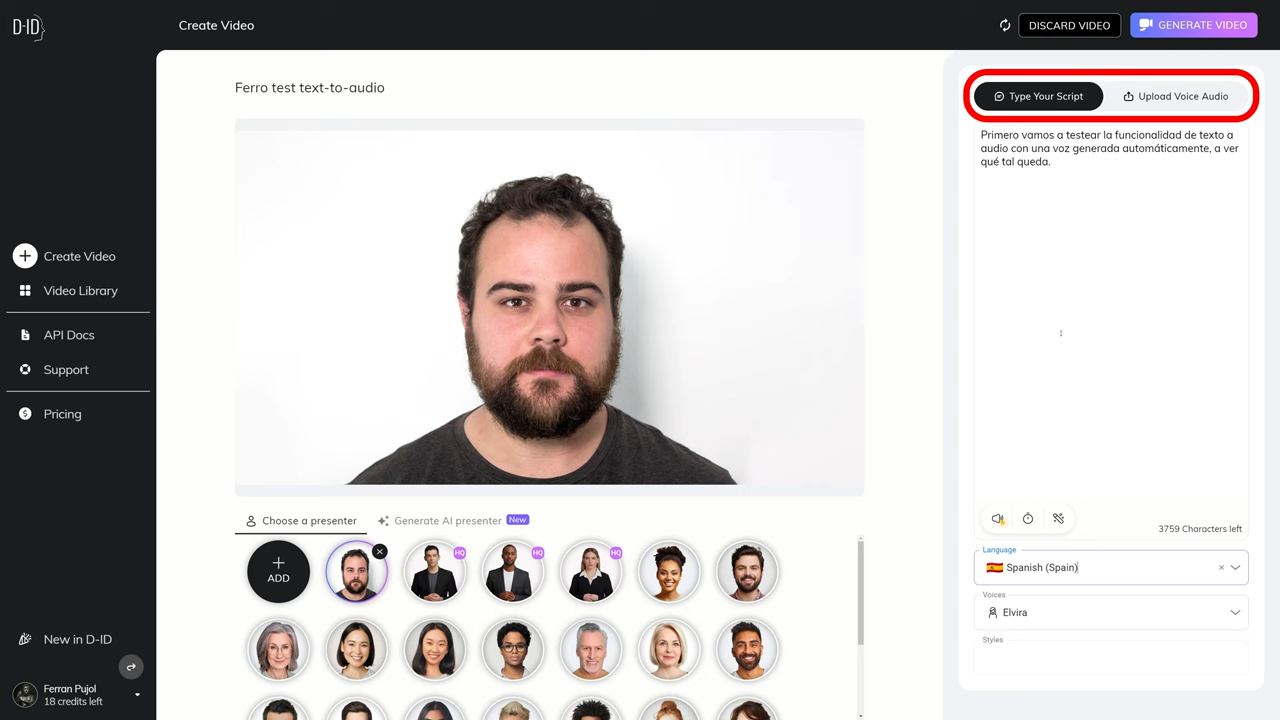 D-ID
Create Video
DISCARD VIDEO
GENERATE VIDEO
Create Video
Video Library
API Docs
Support
Pricing
New in D-ID
Ferran Pujol
18 credits left
Ferro test text-to-audio
Choose a presenter
Generate AI presenter
New
ADD
HQ
HQ
HQ
Type Your Script
Upload Voice Audio
Primero vamos a testear la funcionalidad de texto a
audio con una voz generada automáticamente, a ver
qué tal queda.
3759 Characters left
Language
Spanish (Spain)
Voices
Elvira
Styles